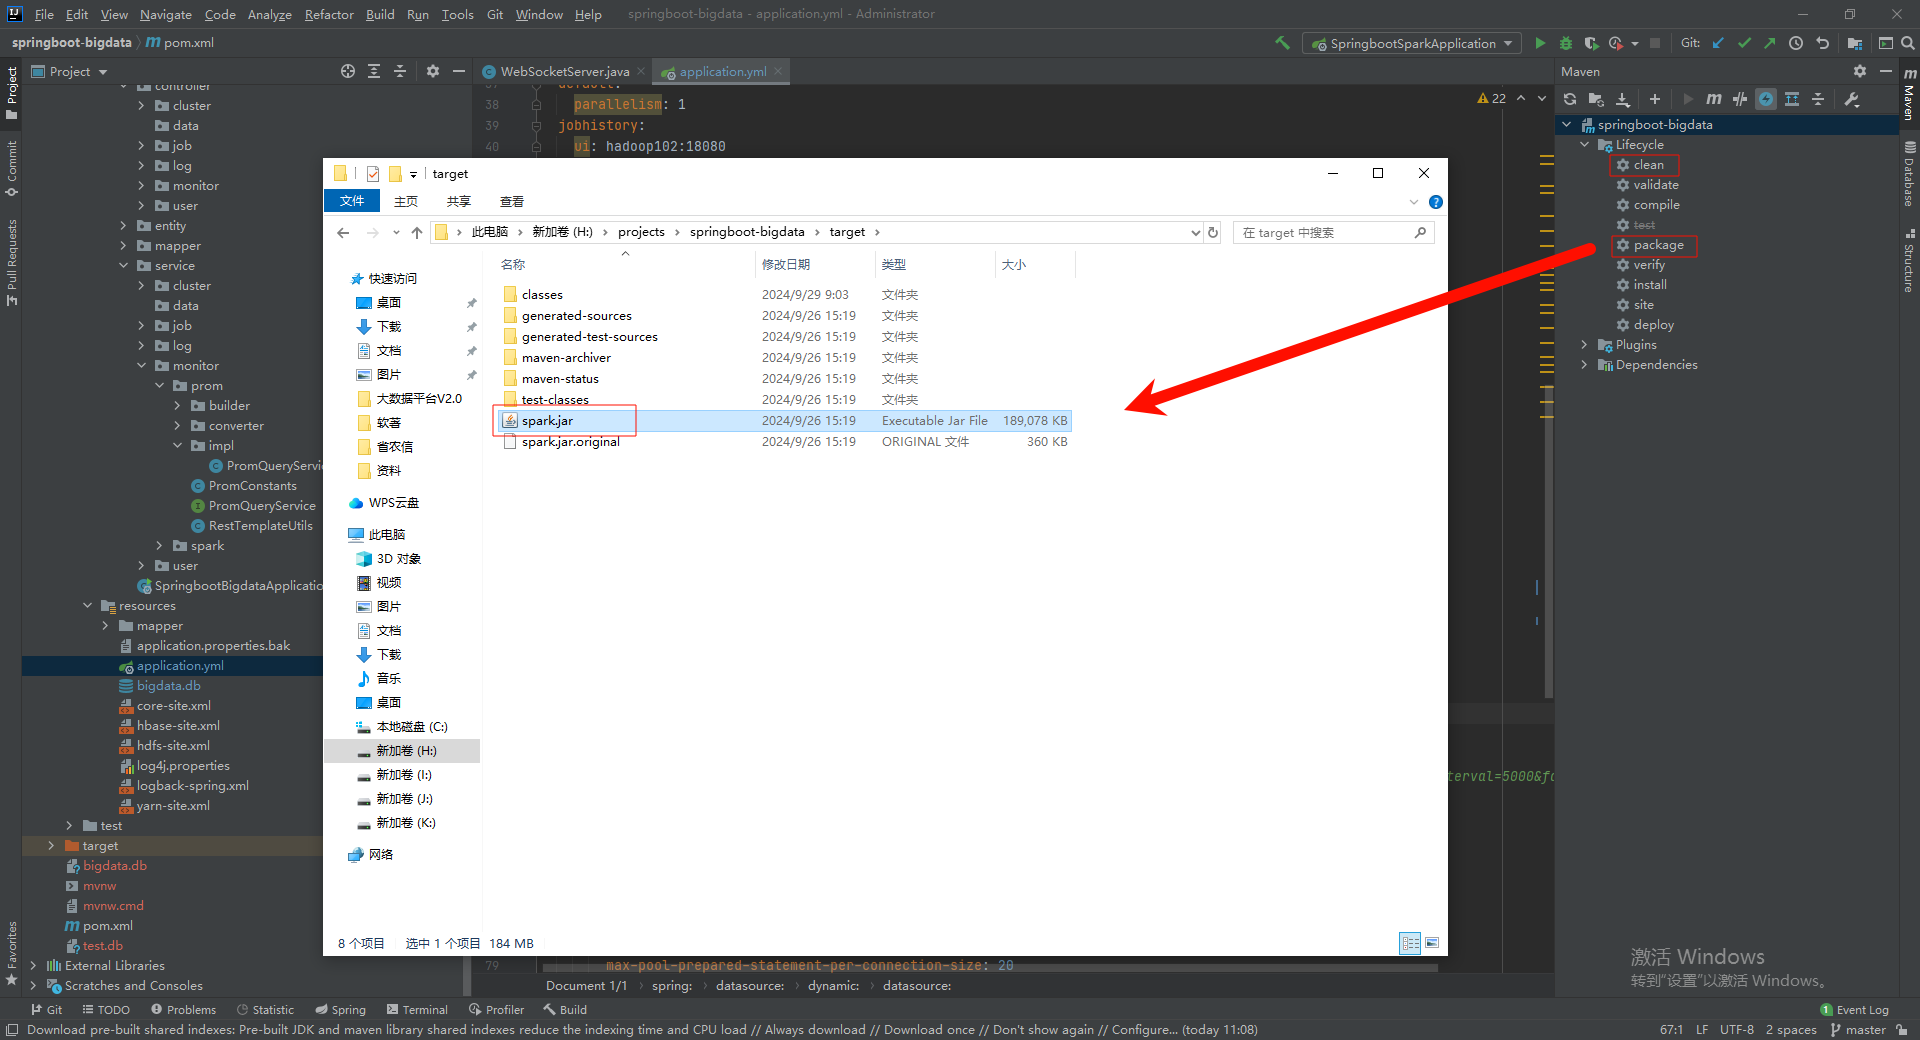 File Edit View Navigate Code Analyze Refactor Build Run Tools Git Window Help springboot-bigdata - application.yml - Administrator
springboot-bigdata pom.xml
SpringbootSparkApplication Git:
Project
WebSocketServer.java application.yml
Maven
controller
cluster
data
job
log
monitor
user
entity
mapper
service
cluster
data
job
log
monitor
prom
builder
converter
impl
PromQueryServi
PromConstants
PromQueryService
RestTemplateUtils
spark
user
SpringbootBigdataApplicatio
resources
mapper
application.properties.bak
application.yml
bigdata.db
core-site.xml
hbase-site.xml
hdfs-site.xml
log4j.properties
logback-spring.xml
yarn-site.xml
test
target
bigdata.db
mvnw
mvnw.cmd
pom.xml
test.db
External Libraries
Scratches and Consoles
Project
Commit
Pull Requests
Favorites
37 default:
38 parallelism: 1
39 jobhistory:
40 ui: hadoop102:18080
22
target
文件 主页 共享 查看
此电脑 新加卷 (H:) projects springboot-bigdata target
在 target 中搜索
名称 修改日期 类型 大小
classes 2024/9/29 9:03 文件夹
generated-sources 2024/9/26 15:19 文件夹
generated-test-sources 2024/9/26 15:19 文件夹
maven-archiver 2024/9/26 15:19 文件夹
maven-status 2024/9/26 15:19 文件夹
test-classes 2024/9/26 15:19 文件夹
spark.jar 2024/9/26 15:19 Executable Jar File 189,078 KB
spark.jar.original 2024/9/26 15:19 ORIGINAL 文件 360 KB
快速访问
桌面
下载
文档
图片
大数据平台V2.0
软著
省农信
资料
WPS云盘
此电脑
3D 对象
视频
图片
文档
下载
音乐
桌面
本地磁盘 (C:)
新加卷 (H:)
新加卷 (I:)
新加卷 (J:)
新加卷 (K:)
网络
8 个项目 选中 1 个项目 184 MB
terval=5000&fo
79 max-pool-prepared-statement-per-connection-size: 20
Document 1/1 spring: datasource: dynamic: datasource:
springboot-bigdata
Lifecycle
clean
validate
compile
test
package
verify
install
site
deploy
Plugins
Dependencies
Maven
Database
Structure
激活 Windows
转到“设置”以激活 Windows。
Git TODO Problems Statistic Spring Terminal Profiler Build 1 Event Log
Download pre-built shared indexes: Pre-built JDK and maven library shared indexes reduce the indexing time and CPU load // Always download // Download once // Don't show again // Configure... (today 11:08) 67:1 LF UTF-8 2 spaces master